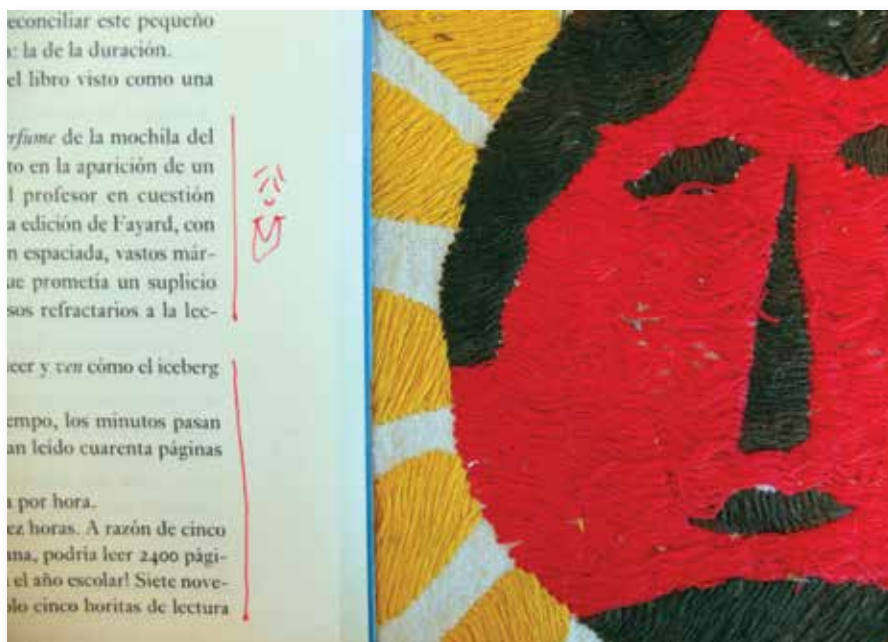 econciliar este pequeño
: la de la duración.
el libro visto como una
rfume de la mochila del
to en la aparición de un
l profesor en cuestión
a edición de Fayard, con
n espaciada, vastos már-
ue prometía un suplicio
sos refractarios a la lec-
leer y ven cómo el iceberg
empo, los minutos pasan
an leído cuarenta páginas
a por hora.
ez horas. A razón de cinco
ana, podría leer 2400 pági-
el año escolar! Siete nove-
lo cinco horitas de lectura